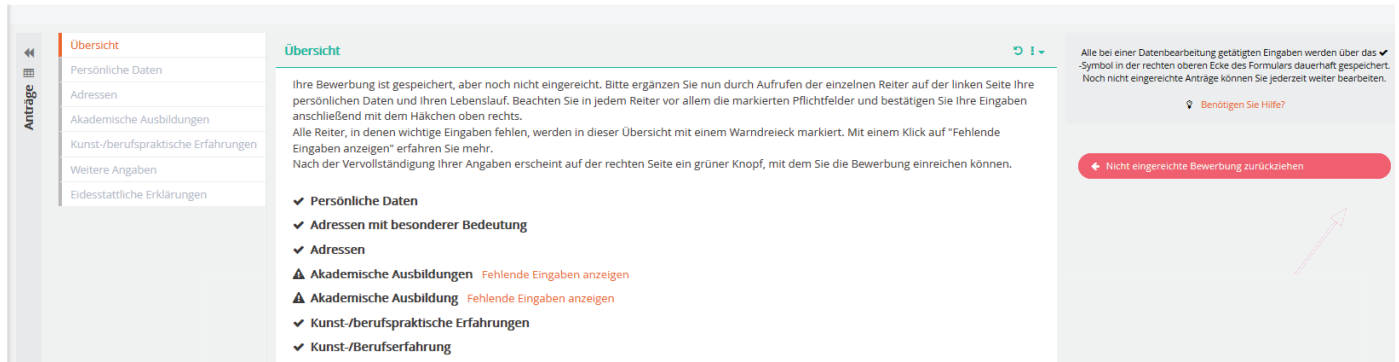 Anträge
Übersicht
Persönliche Daten
Adressen
Akademische Ausbildungen
Kunst-/berufspraktische Erfahrungen
Weitere Angaben
Eidesstattliche Erklärungen
Übersicht
Ihre Bewerbung ist gespeichert, aber noch nicht eingereicht. Bitte ergänzen Sie nun durch Aufrufen der einzelnen Reiter auf der linken Seite Ihre
persönlichen Daten und Ihren Lebenslauf. Beachten Sie in jedem Reiter vor allem die markierten Pflichtfelder und bestätigen Sie Ihre Eingaben
anschließend mit dem Häkchen oben rechts.
Alle Reiter, in denen wichtige Eingaben fehlen, werden in dieser Übersicht mit einem Warndreieck markiert. Mit einem Klick auf "Fehlende
Eingaben anzeigen" erfahren Sie mehr.
Nach der Vervollständigung Ihrer Angaben erscheint auf der rechten Seite ein grüner Knopf, mit dem Sie die Bewerbung einreichen können.
Persönliche Daten
Adressen mit besonderer Bedeutung
Adressen
Akademische Ausbildungen Fehlende Eingaben anzeigen
Akademische Ausbildung Fehlende Eingaben anzeigen
Kunst-/berufspraktische Erfahrungen
Kunst-/Berufserfahrung
Alle bei einer Datenbearbeitung getätigten Eingaben werden über das ✔
-Symbol in der rechten oberen Ecke des Formulars dauerhaft gespeichert.
Noch nicht eingereichte Anträge können Sie jederzeit weiter bearbeiten.
Benötigen Sie Hilfe?
Nicht eingereichte Bewerbung zurückziehen